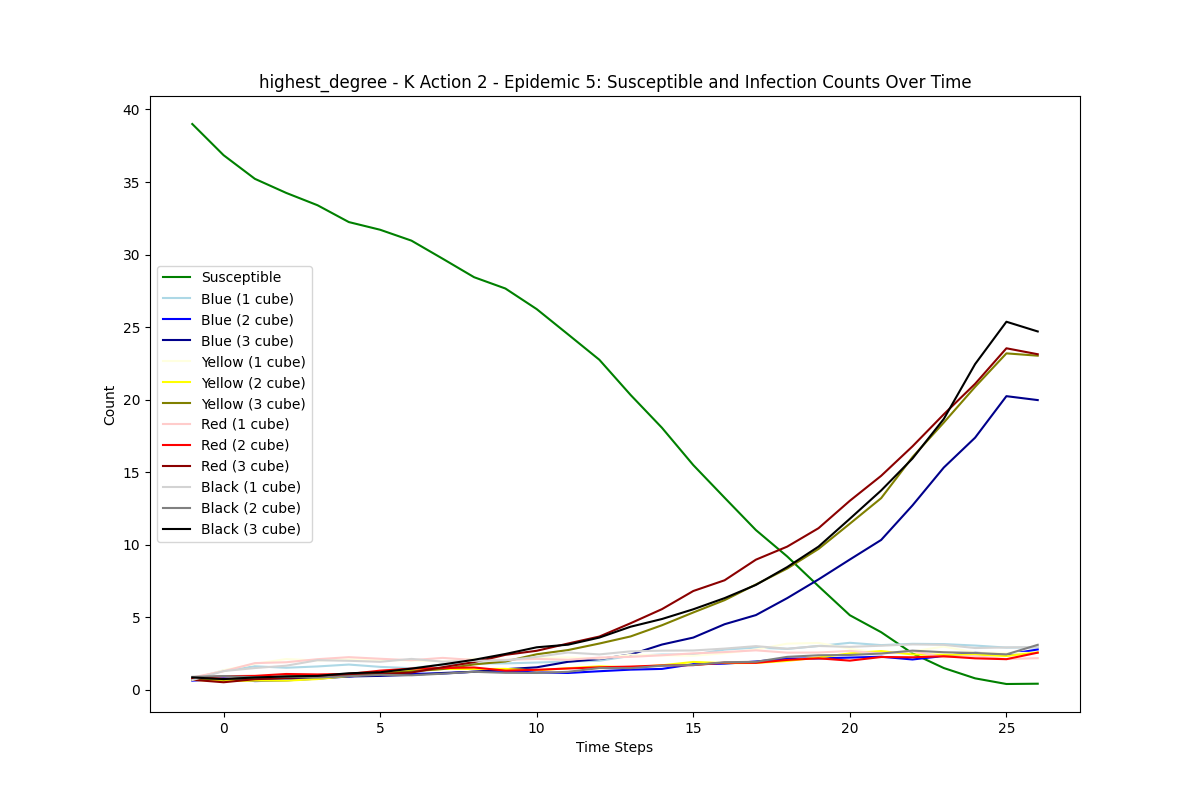 highest_degree - K Action 2 - Epidemic 5: Susceptible and Infection Counts Over Time
40
35
30
25
20
15
10
5
0
Count
Susceptible
Blue (1 cube)
Blue (2 cube)
Blue (3 cube)
Yellow (1 cube)
Yellow (2 cube)
Yellow (3 cube)
Red (1 cube)
Red (2 cube)
Red (3 cube)
Black (1 cube)
Black (2 cube)
Black (3 cube)
0 5 10 15 20 25
Time Steps